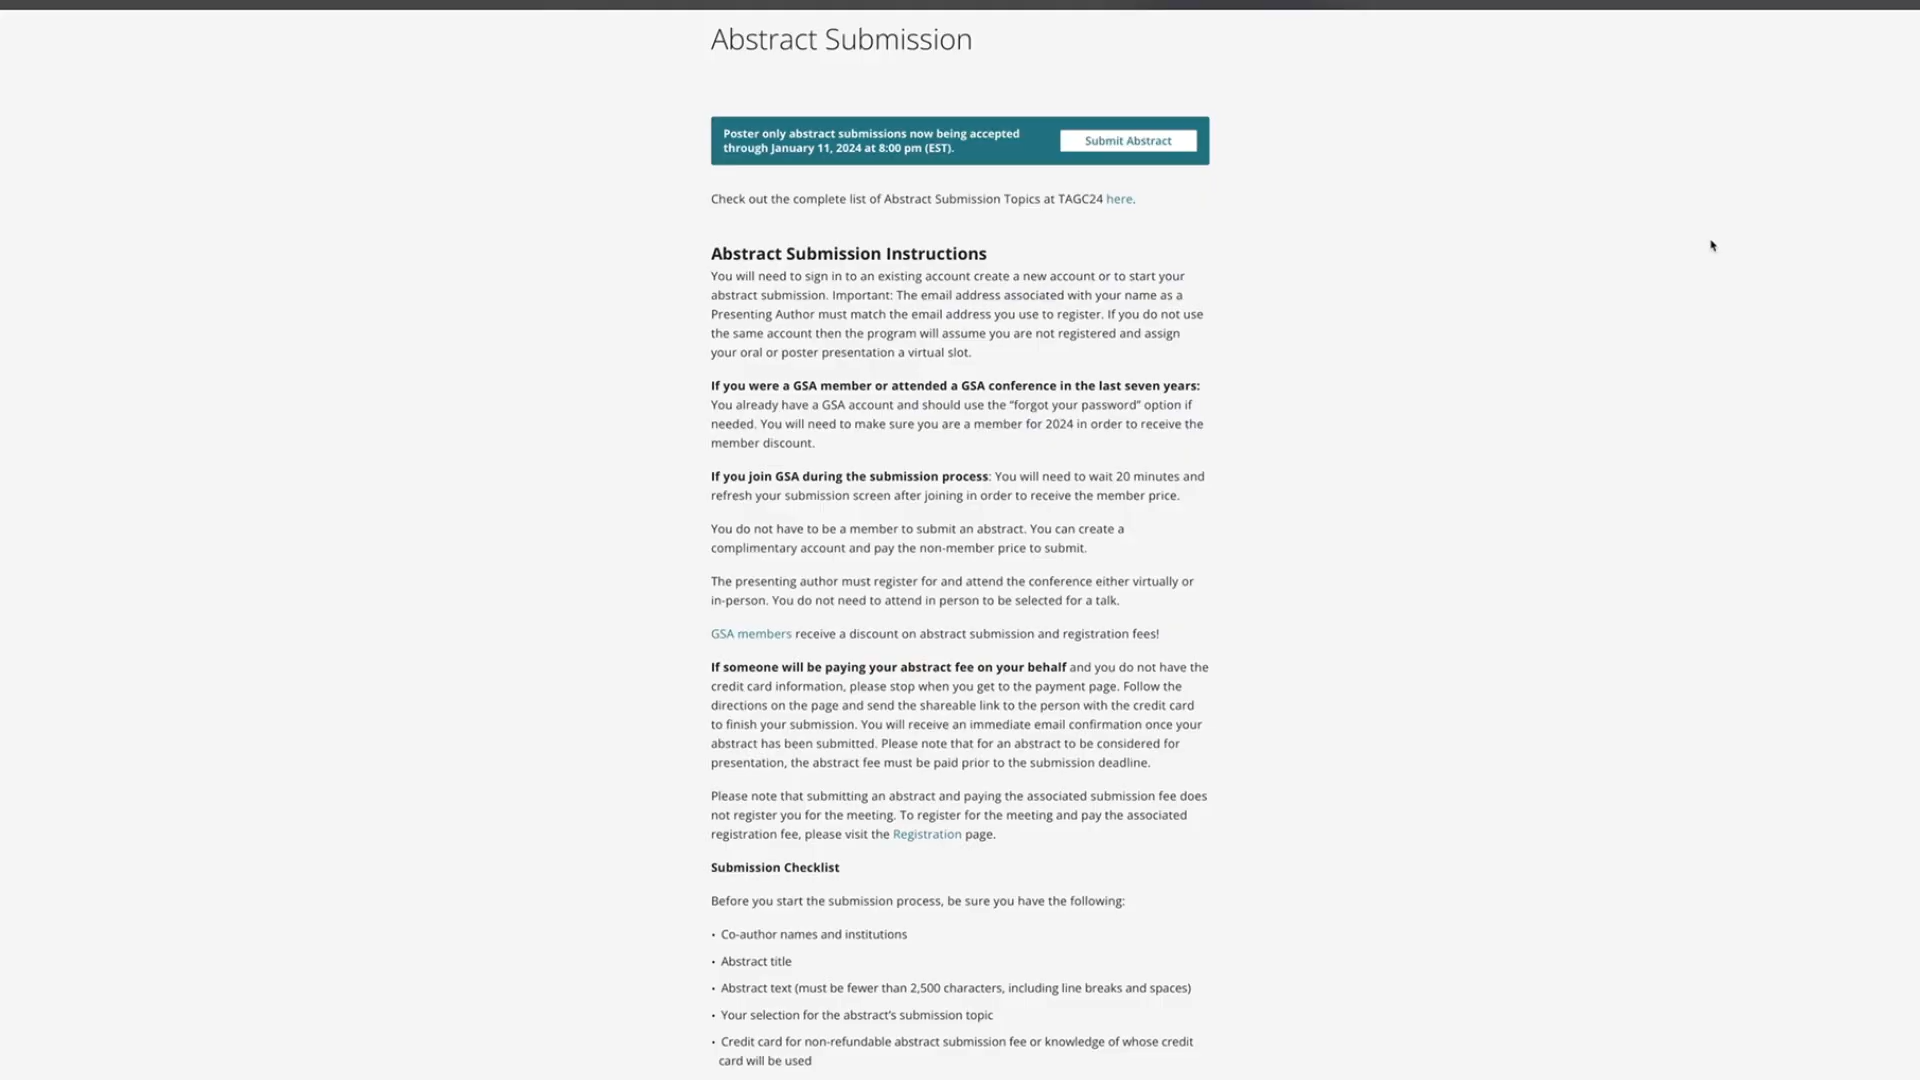 Abstract Submission
Poster only abstract submissions now being accepted
through January 11, 2024 at 8:00 pm (EST).
Submit Abstract
Check out the complete list of Abstract Submission Topics at TAGC24 here.
Abstract Submission Instructions
You will need to sign in to an existing account create a new account or to start your
abstract submission. Important: The email address associated with your name as a
Presenting Author must match the email address you use to register. If you do not use
the same account then the program will assume you are not registered and assign
your oral or poster presentation a virtual slot.
If you were a GSA member or attended a GSA conference in the last seven years:
You already have a GSA account and should use the “forgot your password” option if
needed. You will need to make sure you are a member for 2024 in order to receive the
member discount.
If you join GSA during the submission process: You will need to wait 20 minutes and
refresh your submission screen after joining in order to receive the member price.
You do not have to be a member to submit an abstract. You can create a
complimentary account and pay the non-member price to submit.
The presenting author must register for and attend the conference either virtually or
in-person. You do not need to attend in person to be selected for a talk.
GSA members receive a discount on abstract submission and registration fees!
If someone will be paying your abstract fee on your behalf and you do not have the
credit card information, please stop when you get to the payment page. Follow the
directions on the page and send the shareable link to the person with the credit card
to finish your submission. You will receive an immediate email confirmation once your
abstract has been submitted. Please note that for an abstract to be considered for
presentation, the abstract fee must be paid prior to the submission deadline.
Please note that submitting an abstract and paying the associated submission fee does
not register you for the meeting. To register for the meeting and pay the associated
registration fee, please visit the Registration page.
Submission Checklist
Before you start the submission process, be sure you have the following:
• Co-author names and institutions
• Abstract title
• Abstract text (must be fewer than 2,500 characters, including line breaks and spaces)
• Your selection for the abstract’s submission topic
• Credit card for non-refundable abstract submission fee or knowledge of whose credit
card will be used